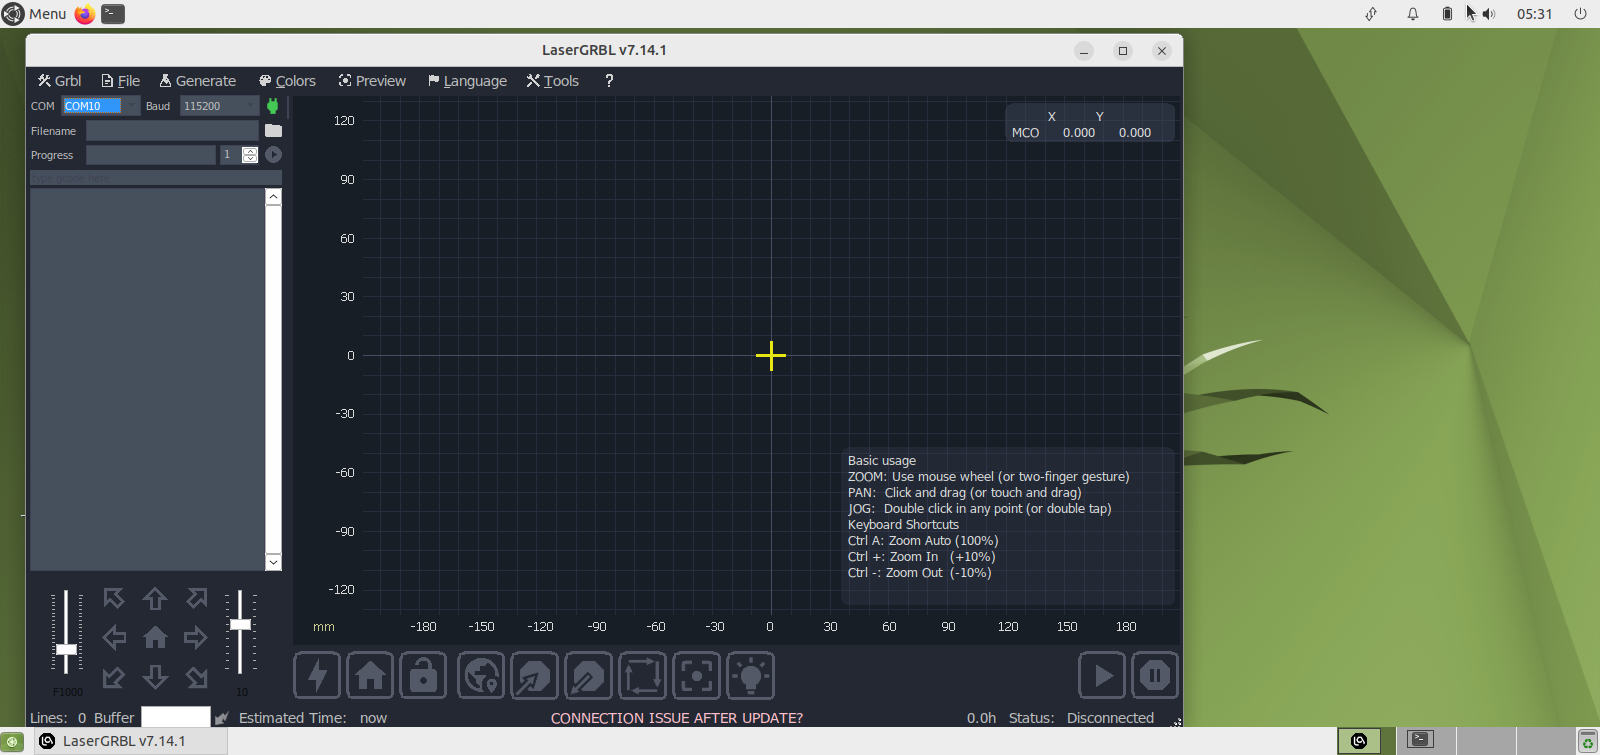 Menu
05:31
LaserGRBL v7.14.1
Grbl File Generate Colors Preview Language Tools ?
COM COM10 Baud 115200
Filename
Progress 1
type gcode here
X Y
MCO 0.000 0.000
120
90
60
30
0
-30
-60
-90
-120
Basic usage
ZOOM: Use mouse wheel (or two-finger gesture)
PAN: Click and drag (or touch and drag)
JOG: Double click in any point (or double tap)
Keyboard Shortcuts
Ctrl A: Zoom Auto (100%)
Ctrl +: Zoom In (+10%)
Ctrl -: Zoom Out (-10%)
mm -180 -150 -120 -90 -60 -30 0 30 60 90 120 150 180
F1000 10
Lines: 0 Buffer Estimated Time: now CONNECTION ISSUE AFTER UPDATE? 0.0h Status: Disconnected
LaserGRBL v7.14.1